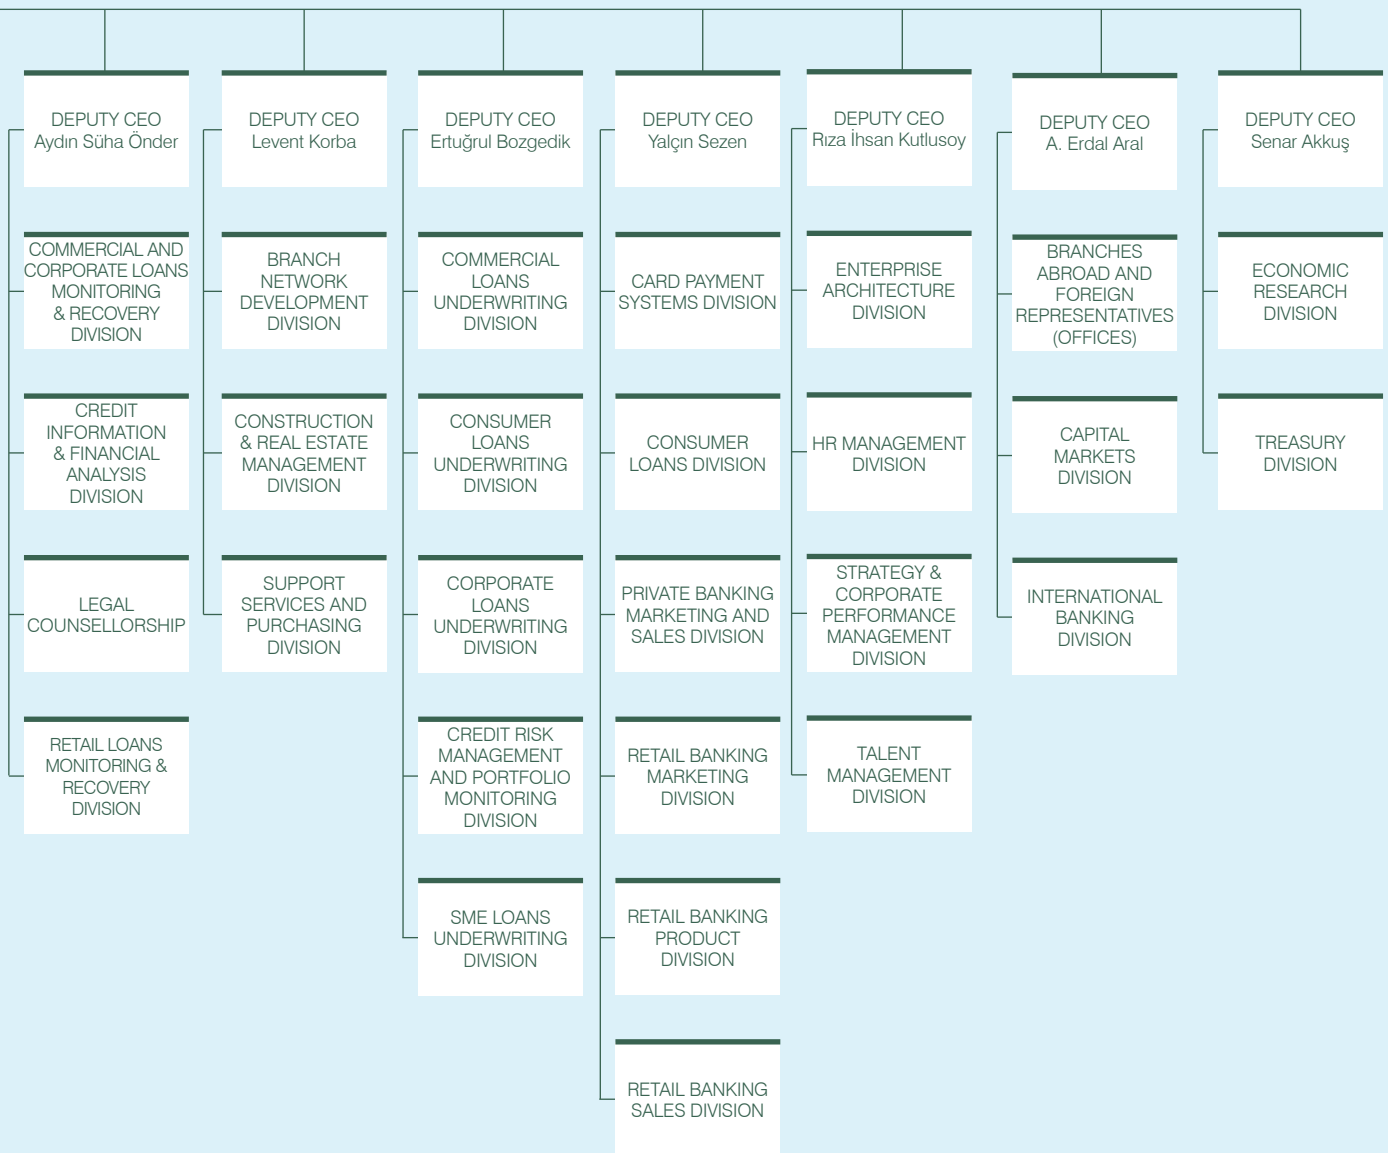 DEPUTY CEO
Aydın Süha Önder
COMMERCIAL AND
CORPORATE LOANS
MONITORING
& RECOVERY
DIVISION
CREDIT
INFORMATION
& FINANCIAL
ANALYSIS
DIVISION
LEGAL
COUNSELLORSHIP
RETAIL LOANS
MONITORING &
RECOVERY
DIVISION
DEPUTY CEO
Levent Korba
BRANCH
NETWORK
DEVELOPMENT
DIVISION
CONSTRUCTION
& REAL ESTATE
MANAGEMENT
DIVISION
SUPPORT
SERVICES AND
PURCHASING
DIVISION
DEPUTY CEO
Ertuğrul Bozgedik
COMMERCIAL
LOANS
UNDERWRITING
DIVISION
CONSUMER
LOANS
UNDERWRITING
DIVISION
CORPORATE
LOANS
UNDERWRITING
DIVISION
CREDIT RISK
MANAGEMENT
AND PORTFOLIO
MONITORING
DIVISION
SME LOANS
UNDERWRITING
DIVISION
DEPUTY CEO
Yalçın Sezen
CARD PAYMENT
SYSTEMS DIVISION
CONSUMER
LOANS DIVISION
PRIVATE BANKING
MARKETING AND
SALES DIVISION
RETAIL BANKING
MARKETING
DIVISION
RETAIL BANKING
PRODUCT
DIVISION
RETAIL BANKING
SALES DIVISION
DEPUTY CEO
Rıza İhsan Kutlusoy
ENTERPRISE
ARCHITECTURE
DIVISION
HR MANAGEMENT
DIVISION
STRATEGY &
CORPORATE
PERFORMANCE
MANAGEMENT
DIVISION
TALENT
MANAGEMENT
DIVISION
DEPUTY CEO
A. Erdal Aral
BRANCHES
ABROAD AND
FOREIGN
REPRESENTATIVES
(OFFICES)
CAPITAL
MARKETS
DIVISION
INTERNATIONAL
BANKING
DIVISION
DEPUTY CEO
Senar Akkuş
ECONOMIC
RESEARCH
DIVISION
TREASURY
DIVISION